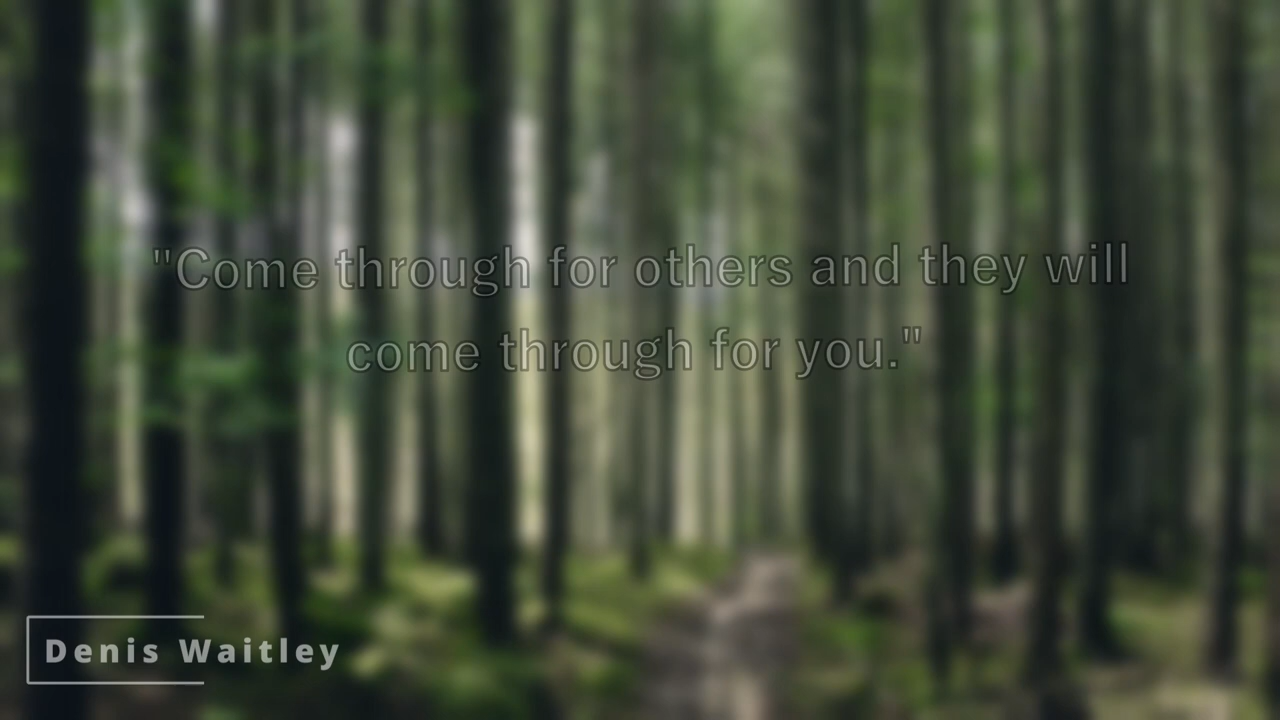 "Come through for others and they will
come through for you."
Denis Waitley